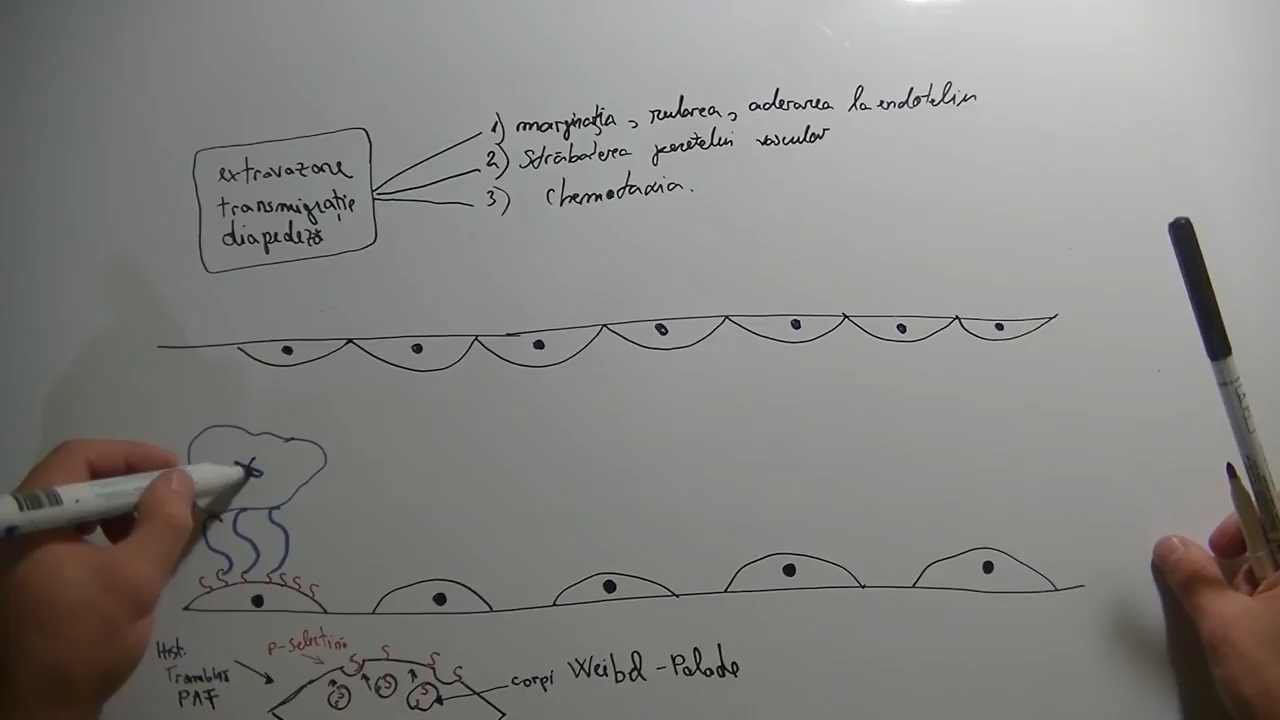 extravazare
transmigrație
diapedeză
1) marginația, rularea, aderarea la endoteliu
2) străbaterea peretelui vascular
3) Chemotaxia.
Hist.
Trombină
PAF
P-selectina
corpi Weibel-Palade